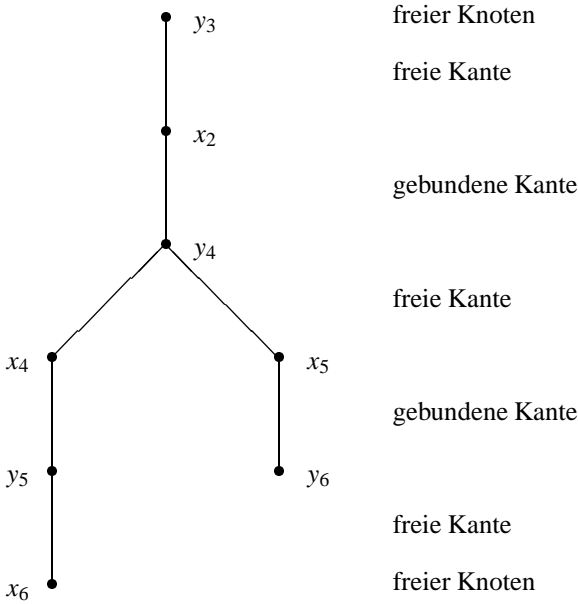 y3 freier Knoten
freie Kante
x2
gebundene Kante
y4
freie Kante
x4 x5
gebundene Kante
y5 y6
freie Kante
x6 freier Knoten